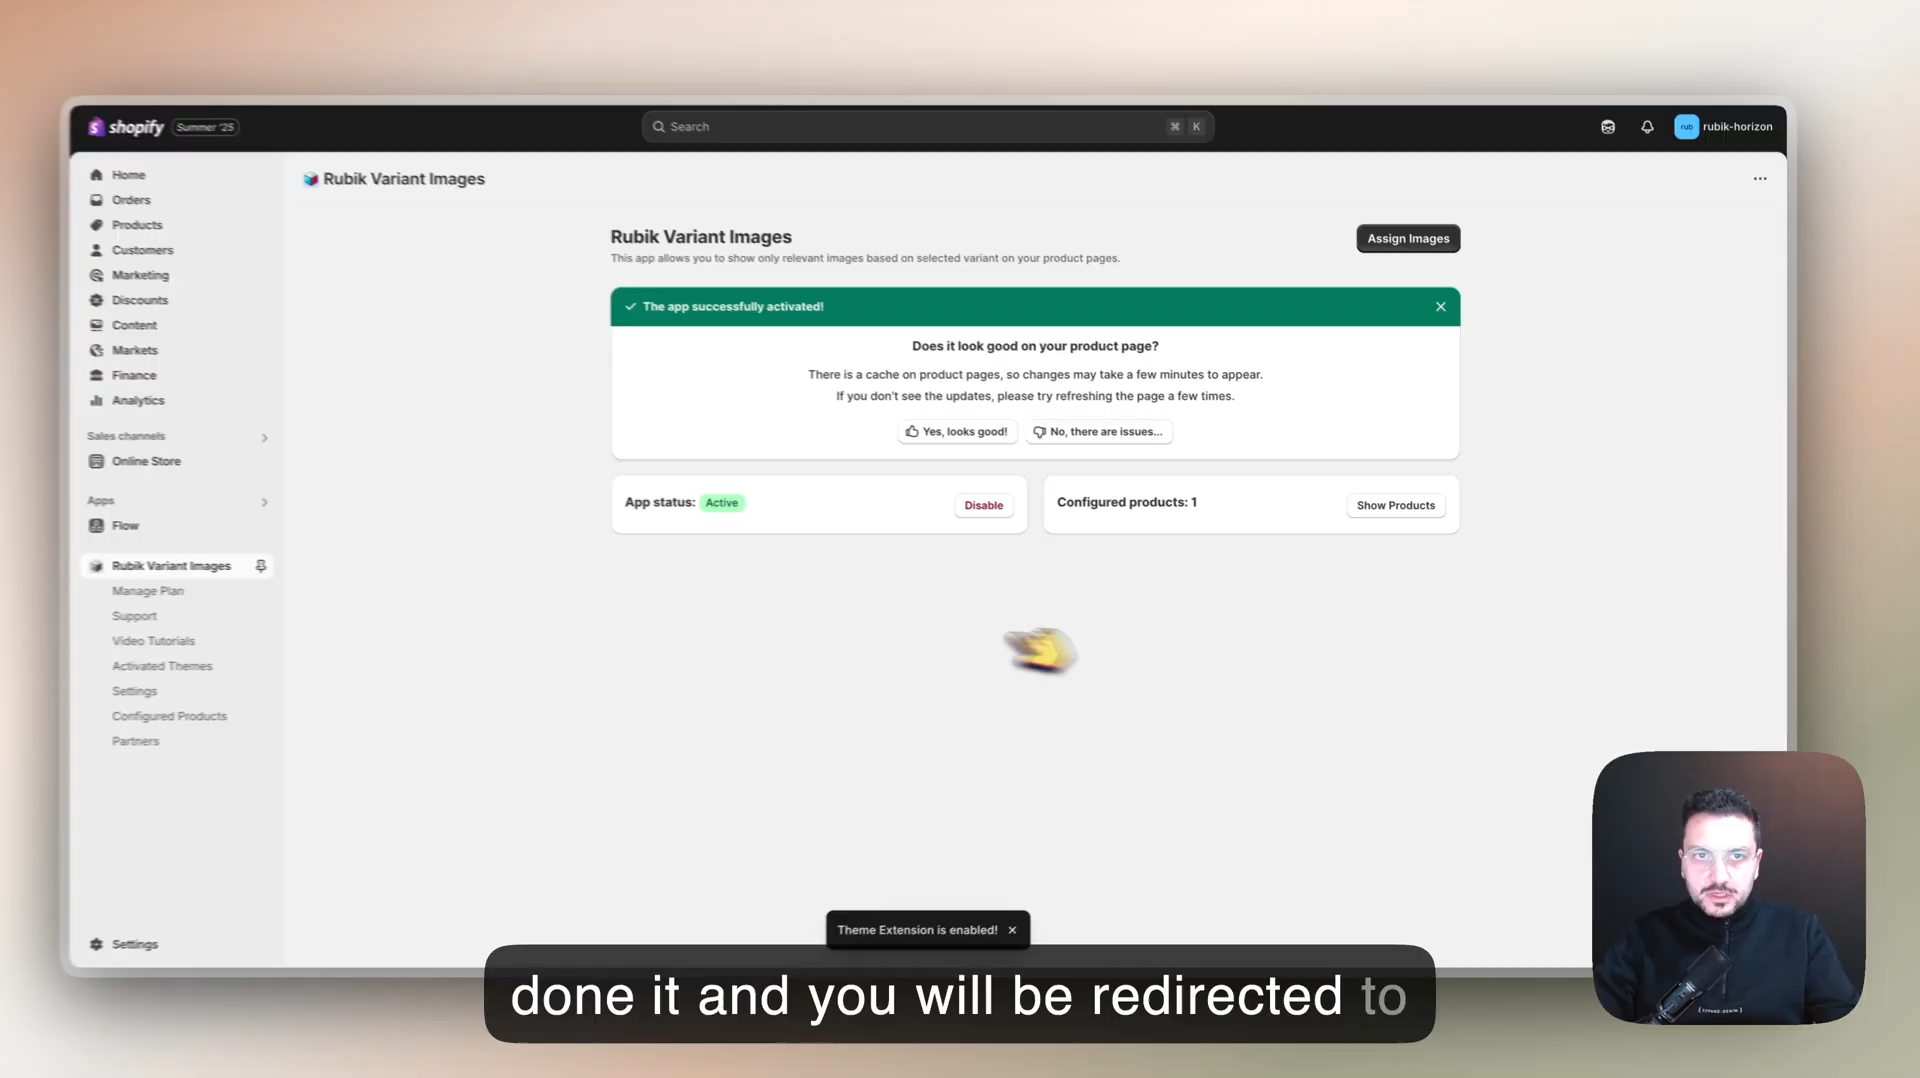 shopify Summer '25
Search ⌘ K
rub rubik-horizon
Home
Orders
Products
Customers
Marketing
Discounts
Content
Markets
Finance
Analytics
Sales channels
Online Store
Apps
Flow
Rubik Variant Images
Manage Plan
Support
Video Tutorials
Activated Themes
Settings
Configured Products
Partners
Settings
Rubik Variant Images
Rubik Variant Images
Assign Images
This app allows you to show only relevant images based on selected variant on your product pages.
The app successfully activated!
Does it look good on your product page?
There is a cache on product pages, so changes may take a few minutes to appear.
If you don't see the updates, please try refreshing the page a few times.
Yes, looks good! No, there are issues...
App status: Active Disable
Configured products: 1 Show Products
Theme Extension is enabled!
done it and you will be redirected to